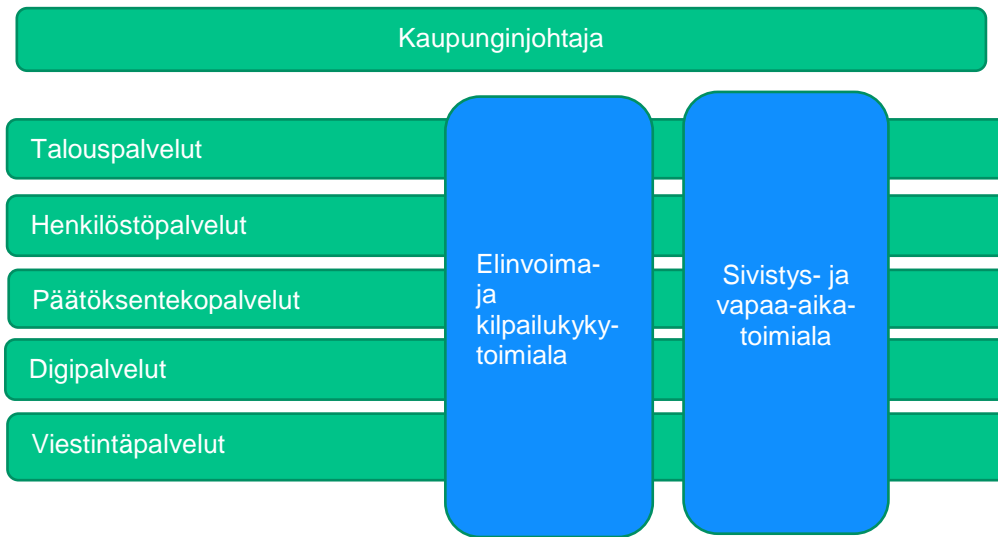 Kaupunginjohtaja
Talouspalvelut
Henkilöstöpalvelut
Päätöksentekopalvelut
Digipalvelut
Viestintäpalvelut
Elinvoima-
ja
kilpailukyky-
toimiala
Sivistys- ja
vapaa-aika-
toimiala